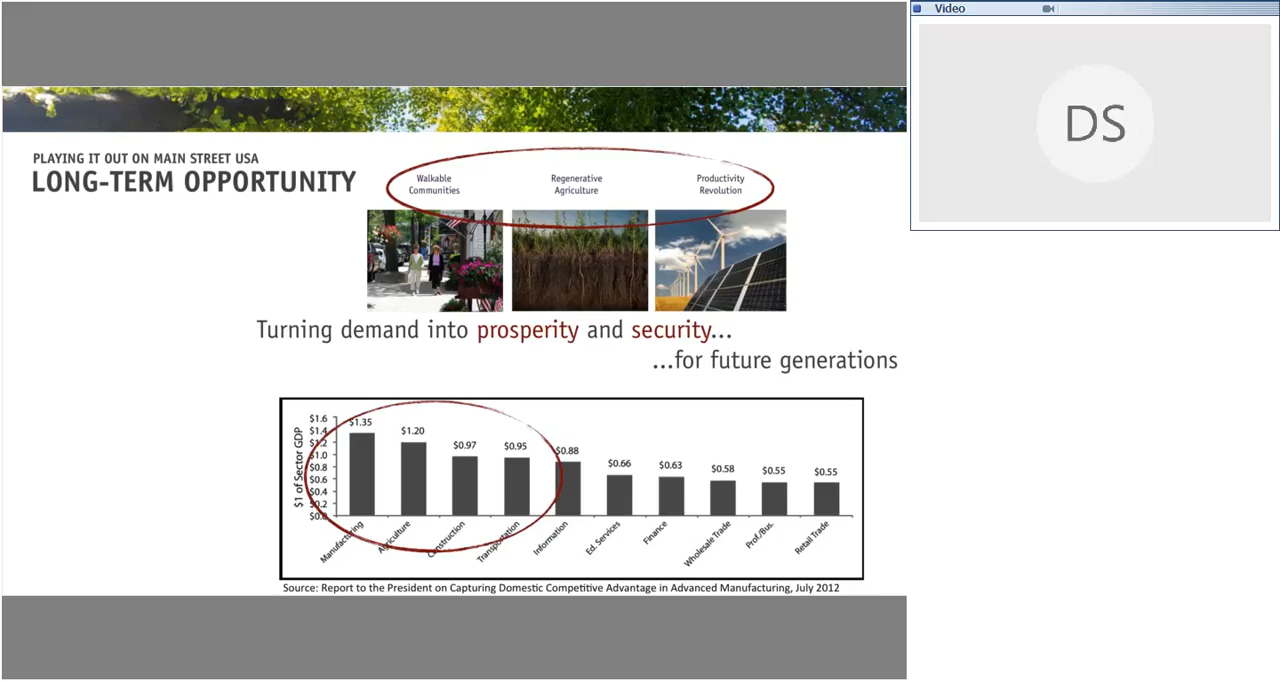 Video
DS
PLAYING IT OUT ON MAIN STREET USA
LONG-TERM OPPORTUNITY
Walkable
Communities
Regenerative
Agriculture
Productivity
Revolution
Turning demand into prosperity and security...
...for future generations
$1 of Sector GDP
$1.6
$1.4
$1.2
$1.0
$0.8
$0.6
$0.4
$0.2
$0.0
$1.35
$1.20
$0.97
$0.95
$0.88
$0.66
$0.63
$0.58
$0.55
$0.55
Manufacturing
Agriculture
Construction
Transportation
Information
Ed. Services
Finance
Wholesale Trade
Prof./Bus.
Retail Trade
Source: Report to the President on Capturing Domestic Competitive Advantage in Advanced Manufacturing, July 2012